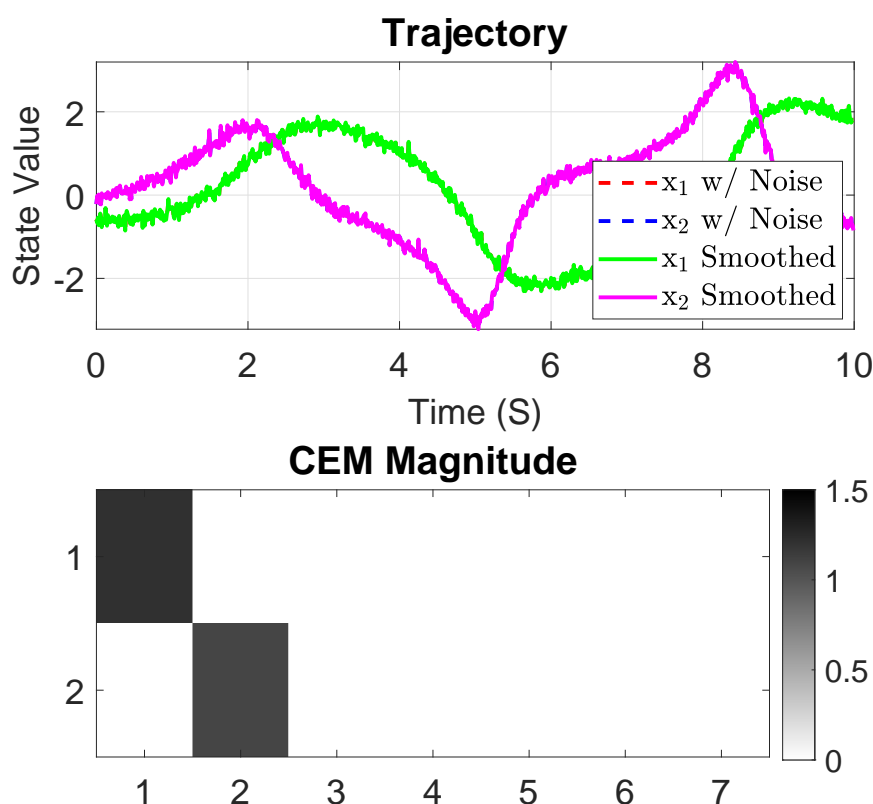 Trajectory
State Value
2
0
-2
x₁ w/ Noise
x₂ w/ Noise
x₁ Smoothed
x₂ Smoothed
0 2 4 6 8 10
Time (S)
CEM Magnitude
1
2
1 2 3 4 5 6 7
1.5
1
0.5
0